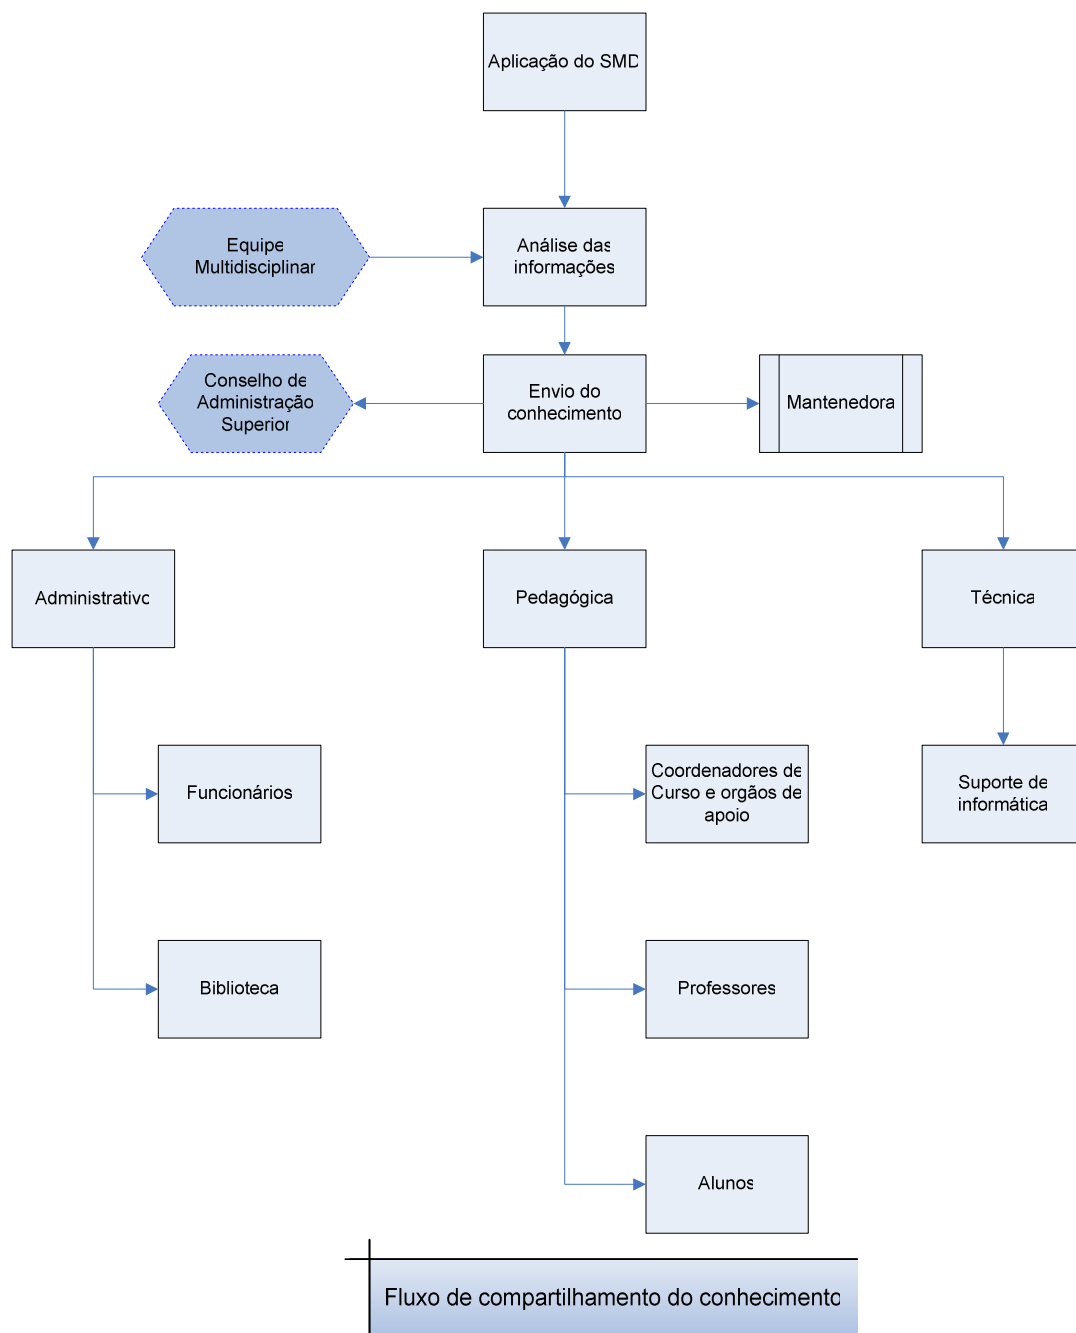 Aplicação do SMD
Equipe
Multidisciplinar
Análise das
informações
Conselho de
Administração
Superior
Envio do
conhecimento
Mantenedora
Administrativo
Pedagógica
Técnica
Funcionários
Coordenadores de
Curso e orgãos de
apoio
Suporte de
informática
Biblioteca
Professores
Alunos
Fluxo de compartilhamento do conhecimento